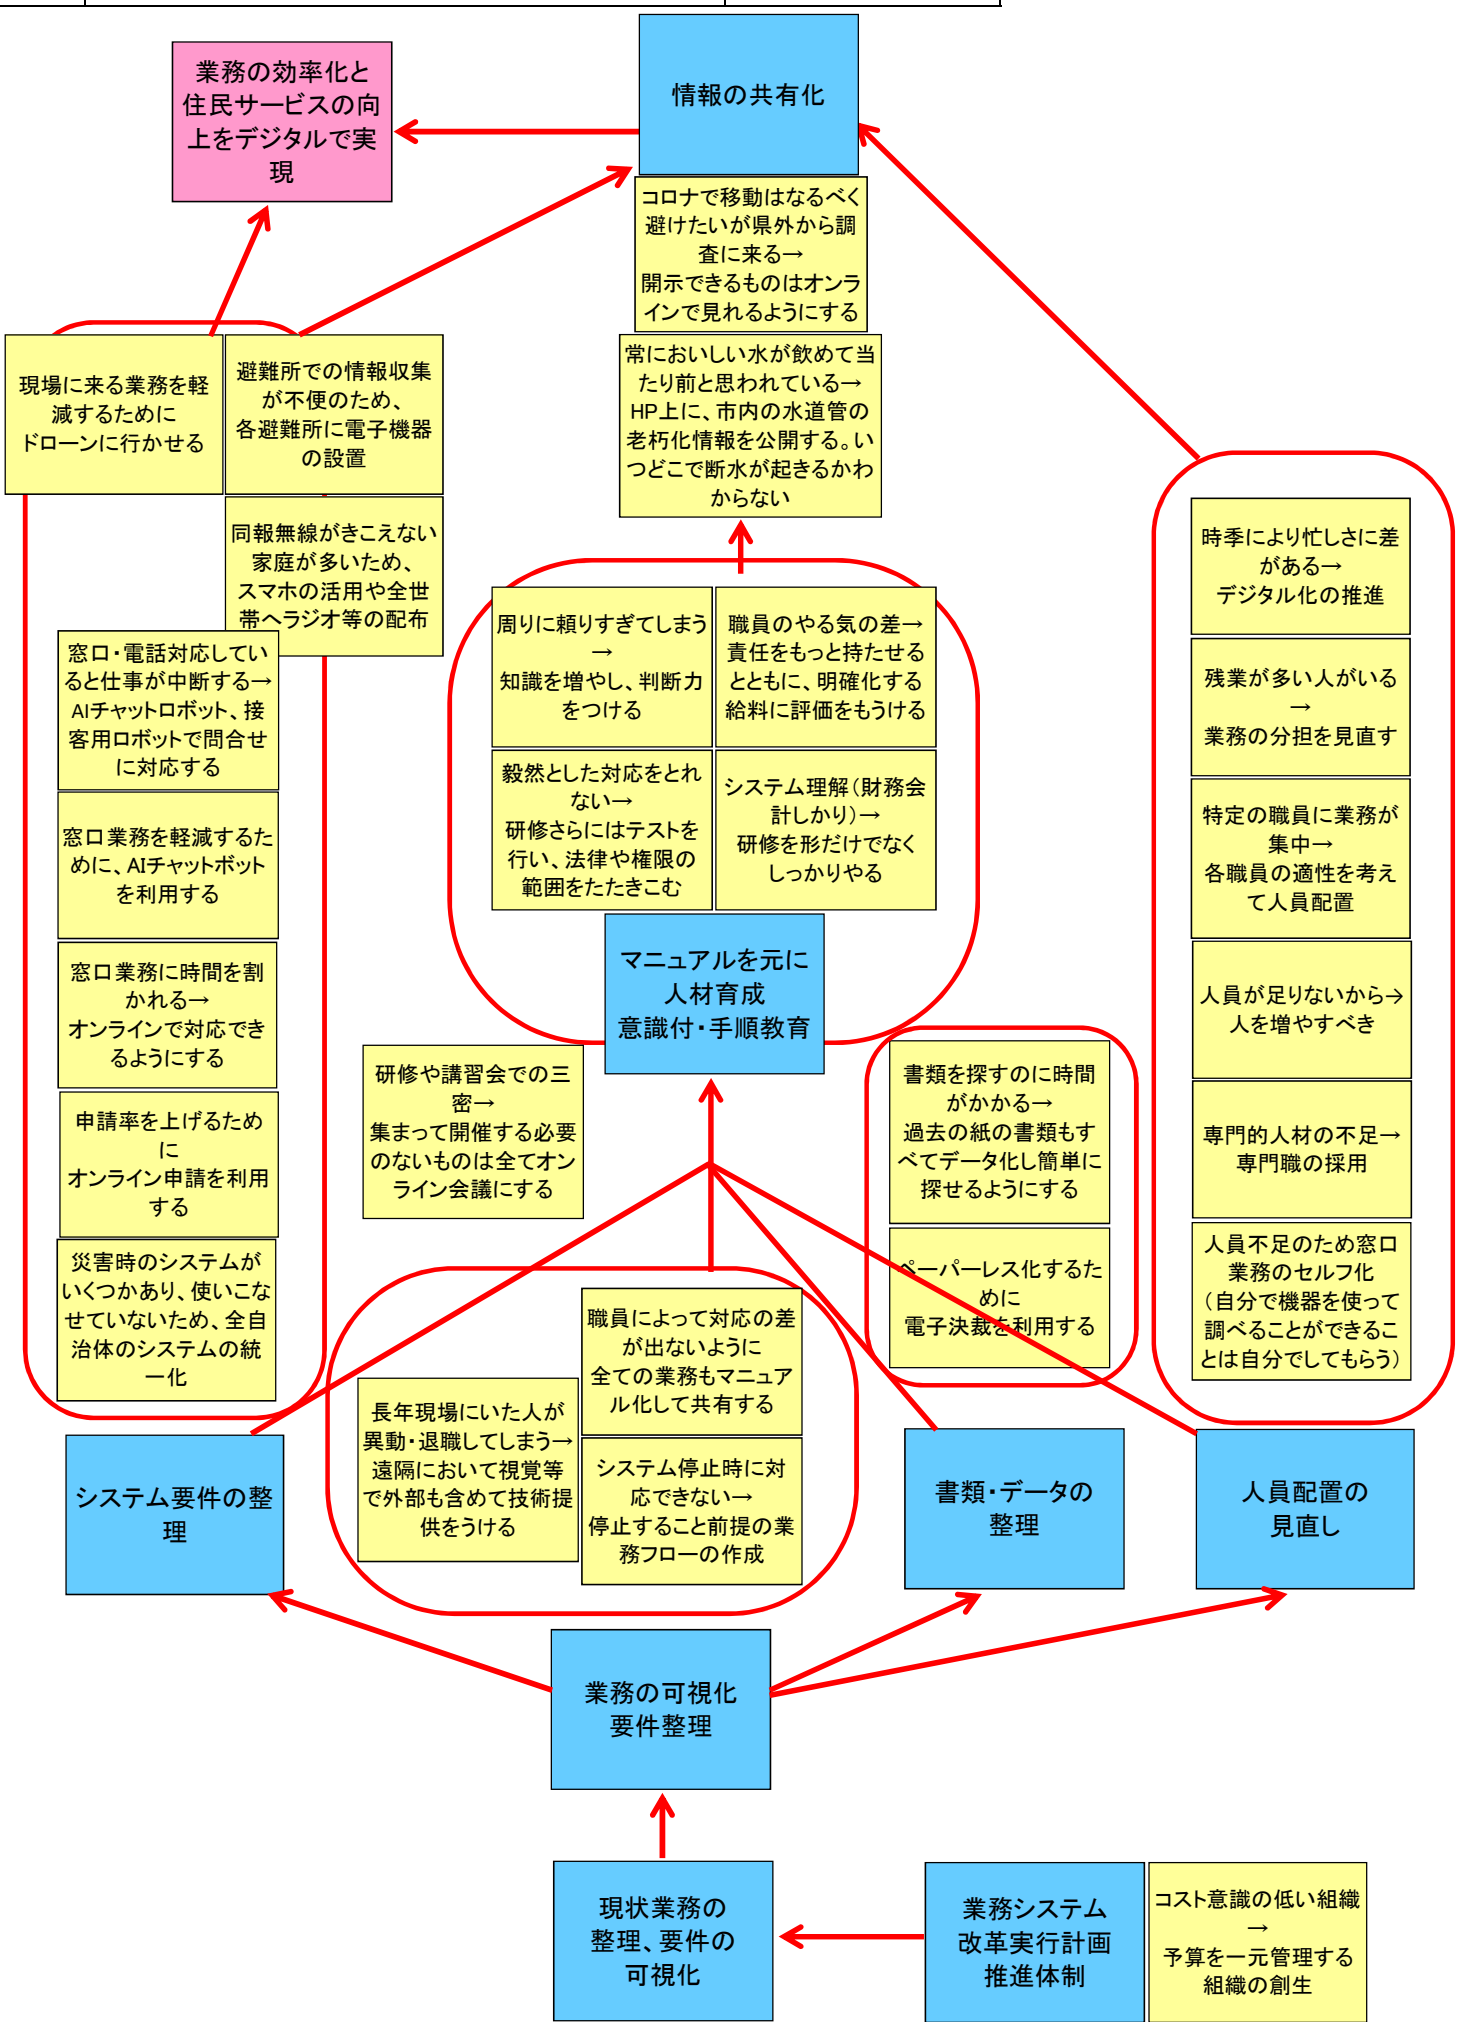 業務の効率化と
住民サービスの向
上をデジタルで実
現
情報の共有化
コロナで移動はなるべく
避けたいが県外から調
査に来る→
開示できるものはオンラ
インで見れるようにする
常においしい水が飲めて当
たり前と思われている→
HP上に、市内の水道管の
老朽化情報を公開する。い
つどこで断水が起きるかわ
からない
現場に来る業務を軽
減するために
ドローンに行かせる
避難所での情報収集
が不便のため、
各避難所に電子機器
の設置
同報無線がきこえない
家庭が多いため、
スマホの活用や全世
帯へラジオ等の配布
窓口・電話対応してい
ると仕事が中断する→
AIチャットロボット、接
客用ロボットで問合せ
に対応する
窓口業務を軽減するた
めに、AIチャットボット
を利用する
窓口業務に時間を割
かれる→
オンラインで対応でき
るようにする
申請率を上げるため
に
オンライン申請を利用
する
災害時のシステムが
いくつかあり、使いこな
せていないため、全自
治体のシステムの統
一化
周りに頼りすぎてしまう
→
知識を増やし、判断力
をつける
職員のやる気の差→
責任をもっと持たせる
とともに、明確化する
給料に評価をもうける
毅然とした対応をとれ
ない→
研修さらにはテストを
行い、法律や権限の
範囲をたたきこむ
システム理解（財務会
計しかり）→
研修を形だけでなく
しっかりやる
マニュアルを元に
人材育成
意識付・手順教育
時季により忙しさに差
がある→
デジタル化の推進
残業が多い人がいる
→
業務の分担を見直す
特定の職員に業務が
集中→
各職員の適性を考え
て人員配置
人員が足りないから→
人を増やすべき
専門的人材の不足→
専門職の採用
人員不足のため窓口
業務のセルフ化
（自分で機器を使って
調べることができるこ
とは自分でしてもらう）
研修や講習会での三
密→
集まって開催する必要
のないものは全てオン
ライン会議にする
書類を探すのに時間
がかかる→
過去の紙の書類もす
べてデータ化し簡単に
探せるようにする
ペーパーレス化するた
めに
電子決裁を利用する
職員によって対応の差
が出ないように
全ての業務もマニュア
ル化して共有する
長年現場にいた人が
異動・退職してしまう→
遠隔において視覚等
で外部も含めて技術提
供をうける
システム停止時に対
応できない→
停止すること前提の業
務フローの作成
システム要件の整
理
書類・データの
整理
人員配置の
見直し
業務の可視化
要件整理
現状業務の
整理、要件の
可視化
業務システム
改革実行計画
推進体制
コスト意識の低い組織
→
予算を一元管理する
組織の創生